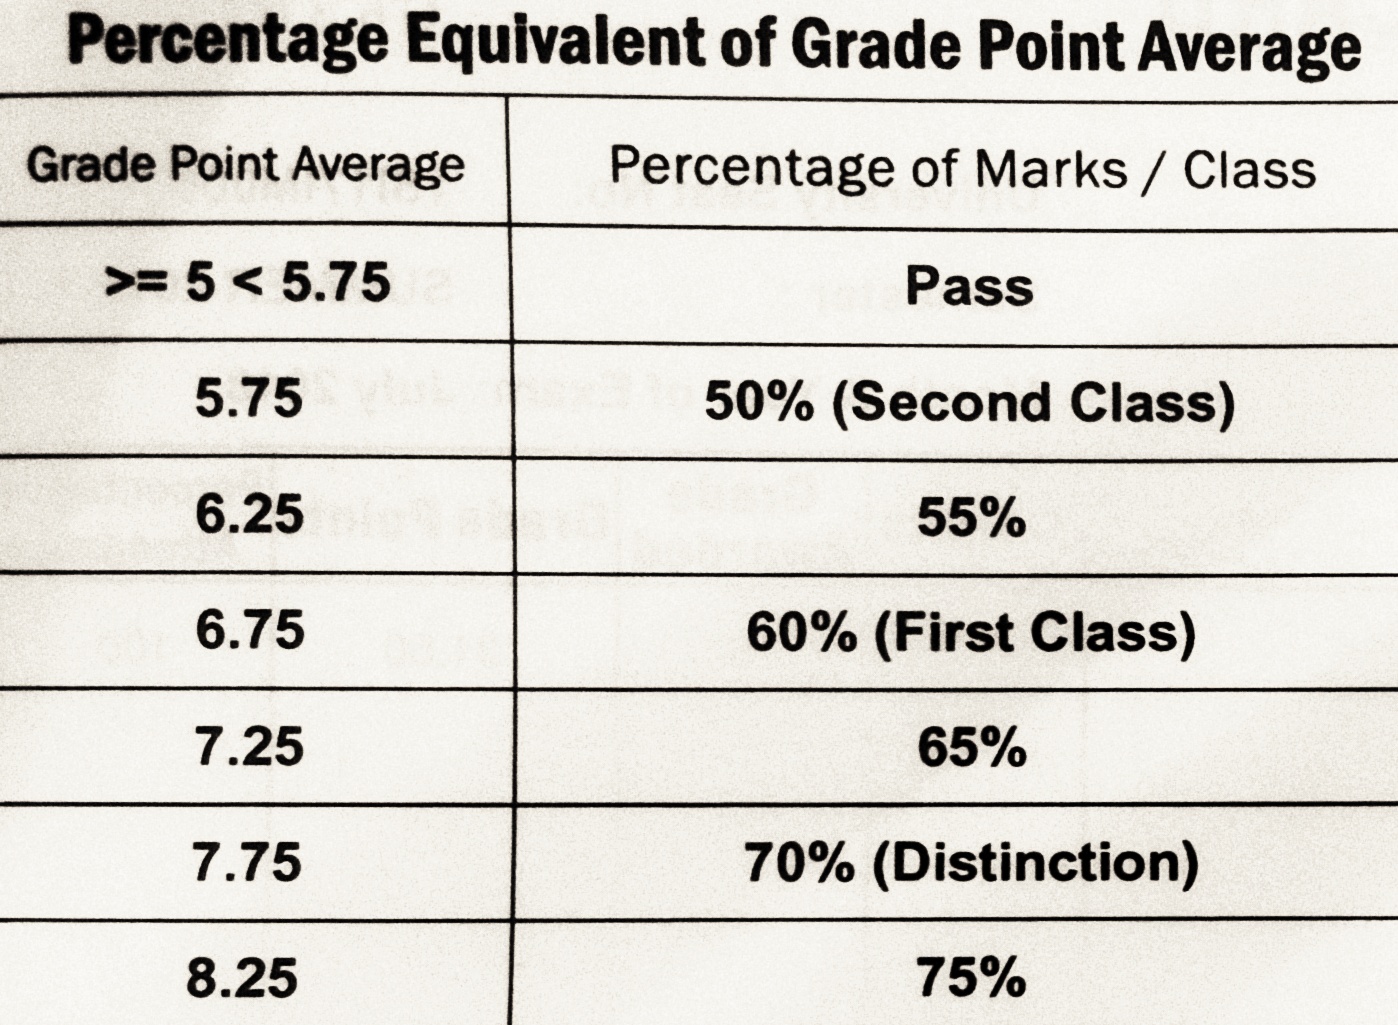 Percentage Equivalent of Grade Point Average
Grade Point Average Percentage of Marks / Class
>= 5 < 5.75 Pass
5.75 50% (Second Class)
6.25 55%
6.75 60% (First Class)
7.25 65%
7.75 70% (Distinction)
8.25 75%